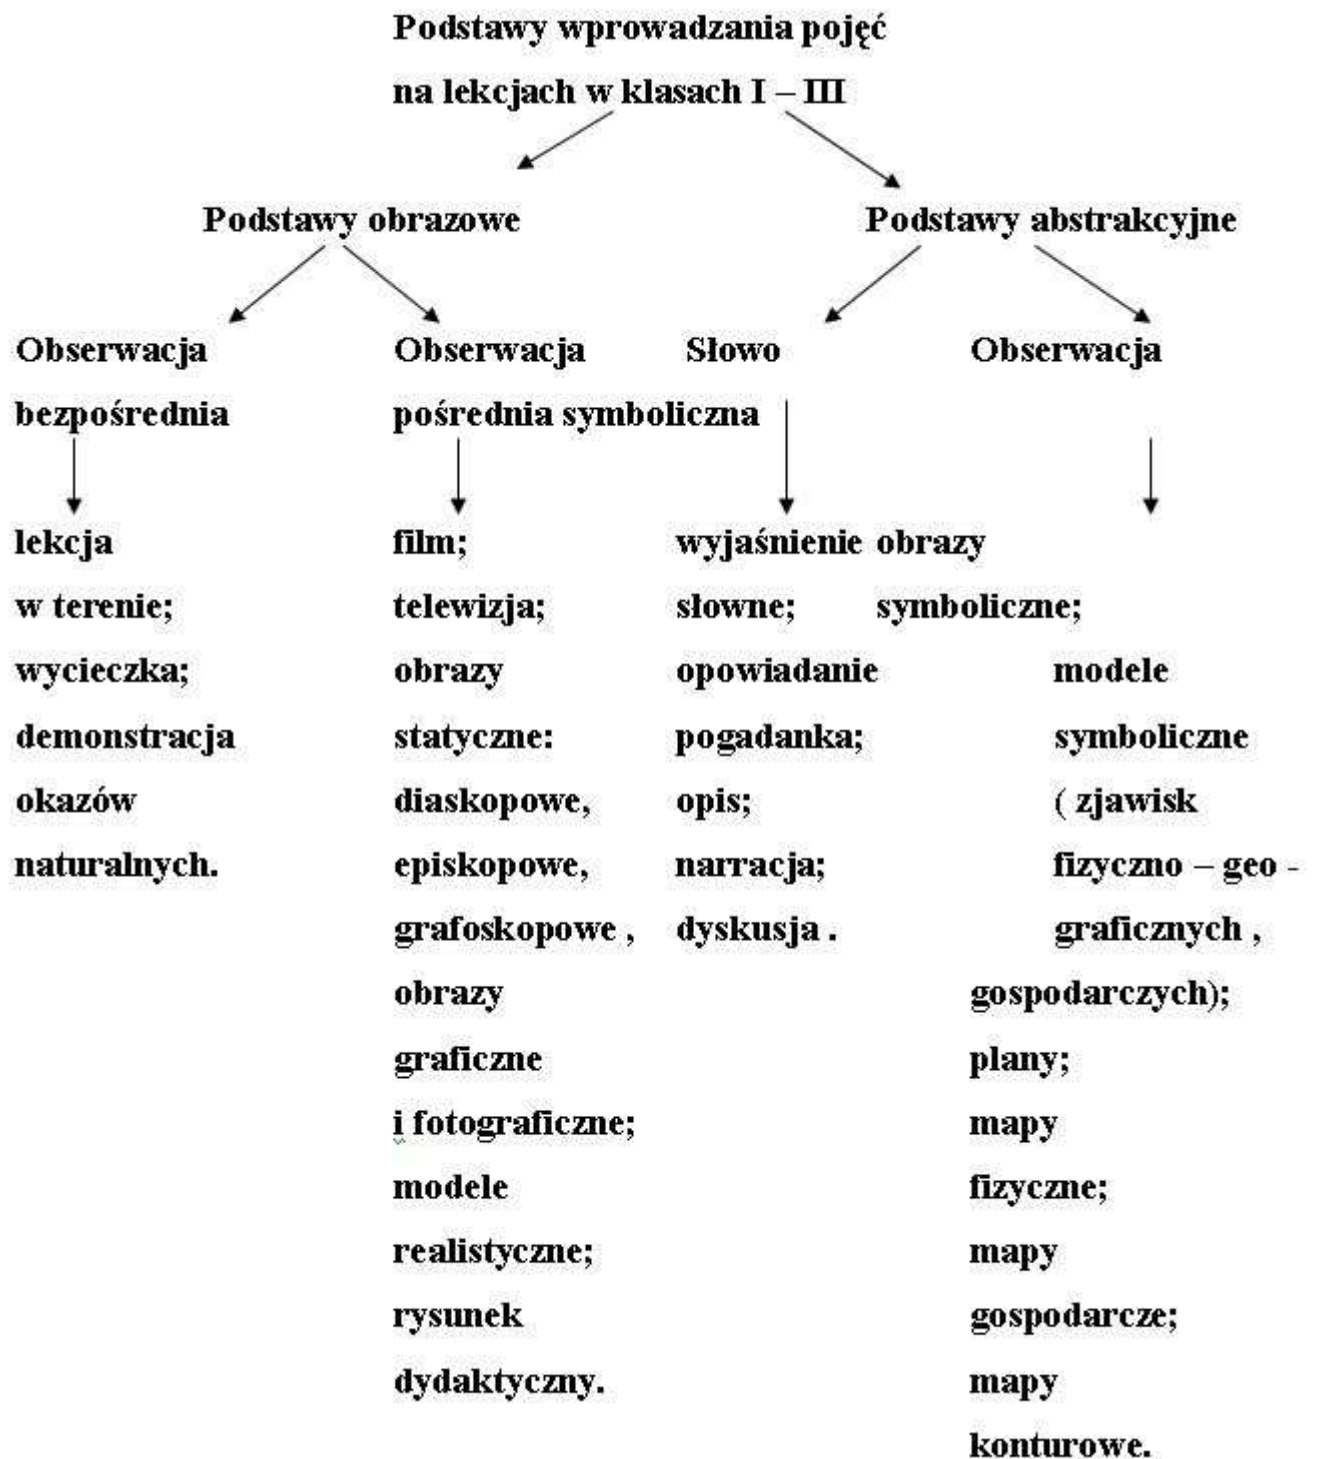 Podstawy wprowadzania pojęć
na lekcjach w klasach I – III
Podstawy obrazowe
Podstawy abstrakcyjne
Obserwacja
bezpośrednia
Obserwacja
pośrednia symboliczna
Słowo
Obserwacja
lekcja
w terenie;
wycieczka;
demonstracja
okazów
naturalnych.
film;
telewizja;
obrazy
statyczne:
diaskopowe,
episkopowe,
grafoskopowe ,
obrazy
graficzne
i fotograficzne;
modele
realistyczne;
rysunek
dydaktyczny.
wyjaśnienie
słowne;
opowiadanie
pogadanka;
opis;
narracja;
dyskusja .
obrazy
symboliczne;
modele
symboliczne
( zjawisk
fizyczno – geo -
graficznych ,
gospodarczych);
plany;
mapy
fizyczne;
mapy
gospodarcze;
mapy
konturowe.